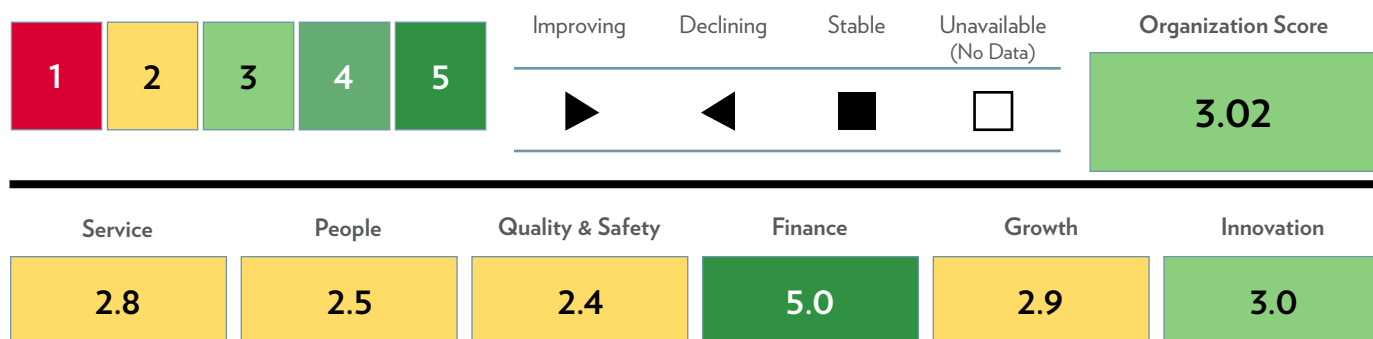 Improving Declining Stable Unavailable (No Data) Organization Score
1 2 3 4 5
3.02
Service People Quality & Safety Finance Growth Innovation
2.8 2.5 2.4 5.0 2.9 3.0